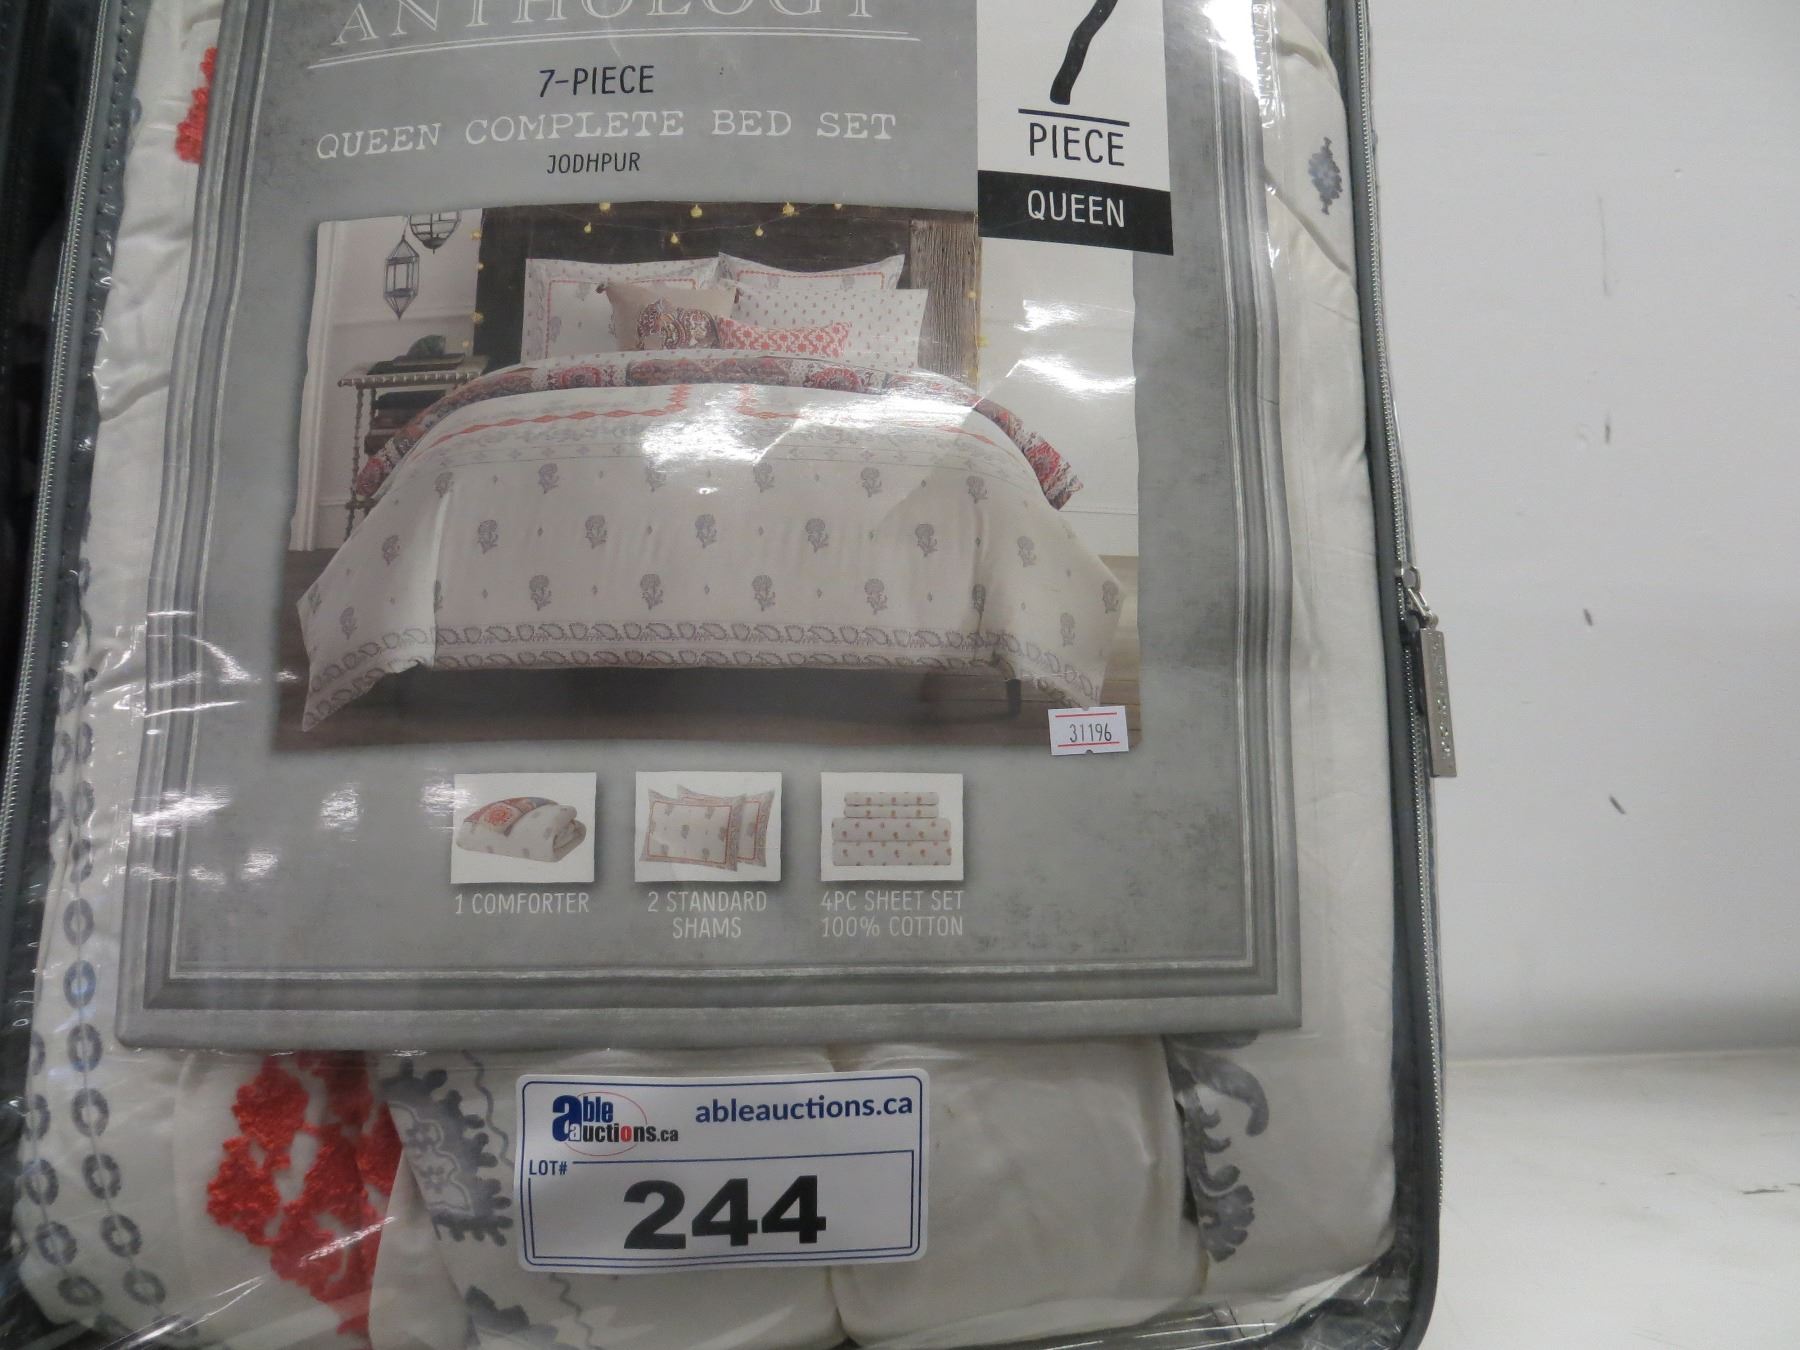 ANTHOLOGY
7-PIECE
QUEEN COMPLETE BED SET
JODHPUR
7
PIECE
QUEEN
31196
1 COMFORTER
2 STANDARD
SHAMS
4PC SHEET SET
100% COTTON
able
auctions.ca
ableauctions.ca
LOT#
244